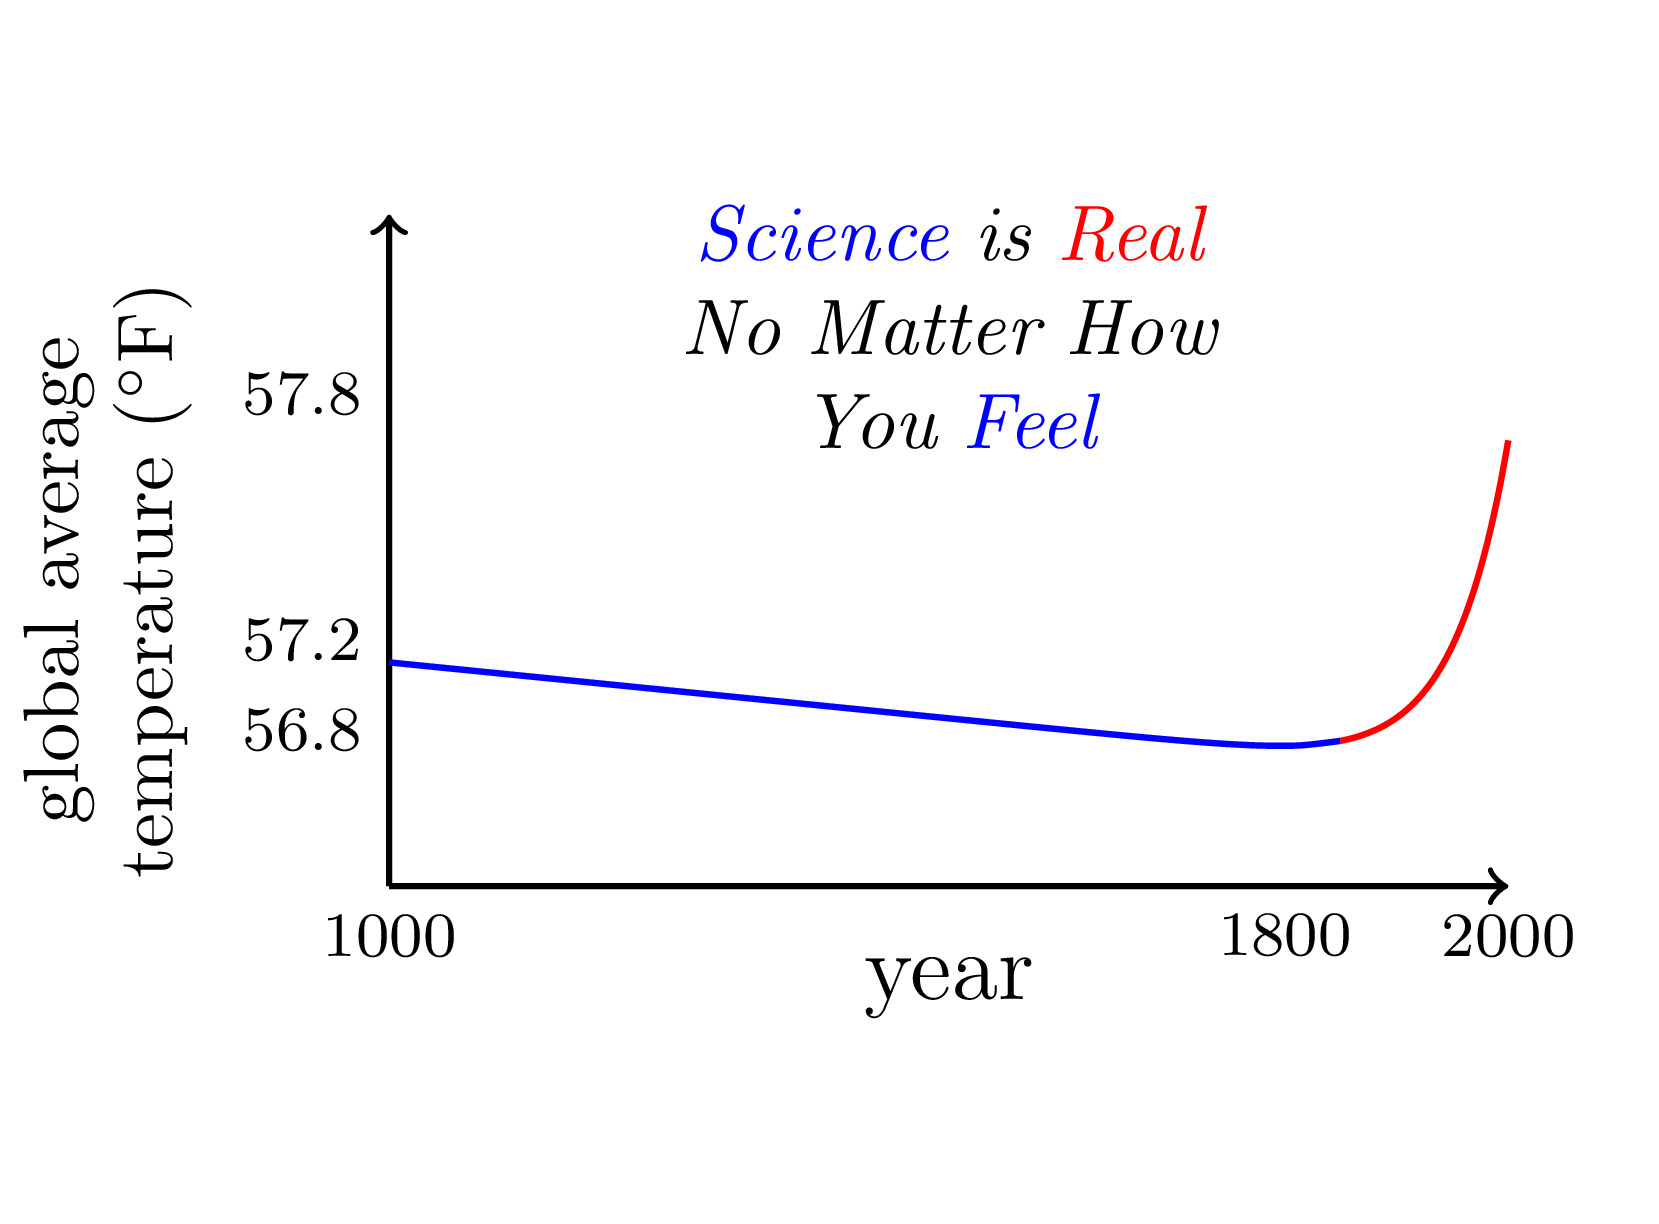 Science is Real
No Matter How
You Feel
global average
temperature (°F)
57.8
57.2
56.8
1000
1800
2000
year